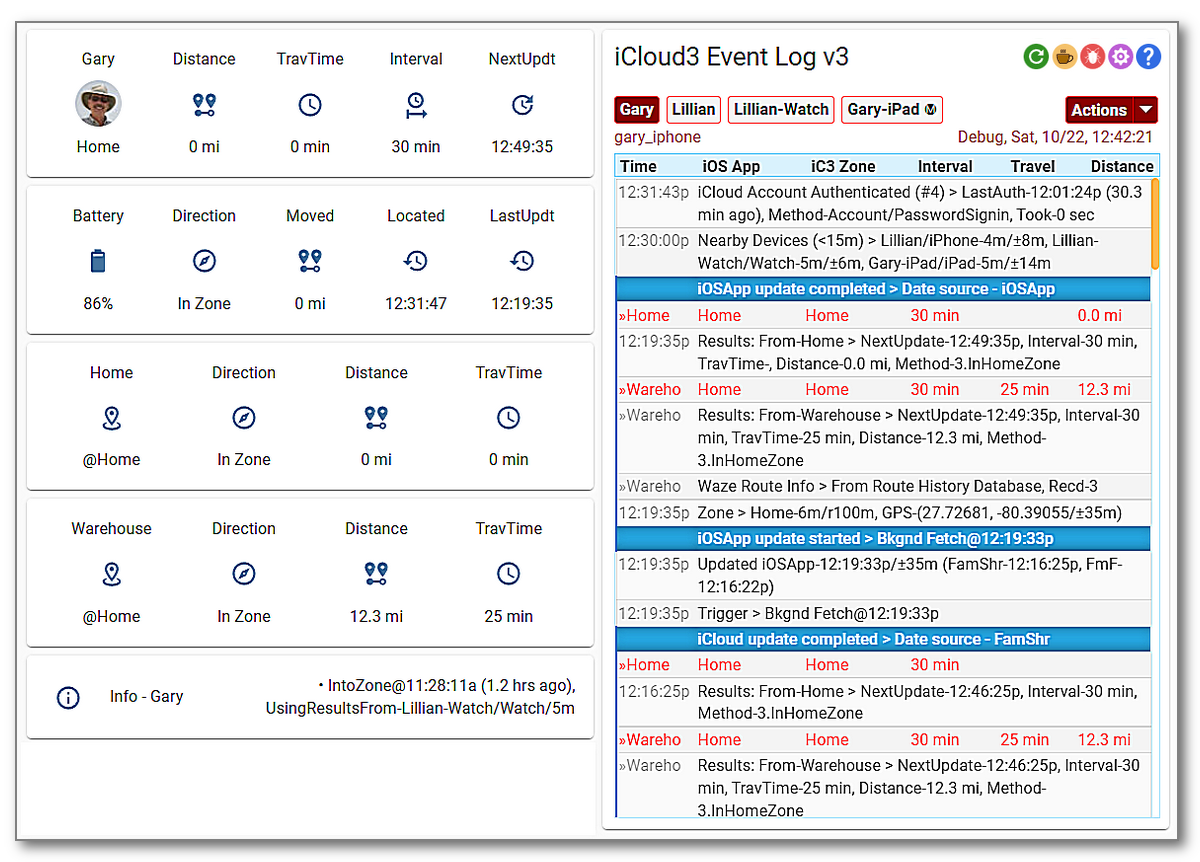 Gary Distance TravTime Interval NextUpdt
Home 0 mi 0 min 30 min 12:49:35
Battery Direction Moved Located LastUpdt
86% In Zone 0 mi 12:31:47 12:19:35
Home Direction Distance TravTime
@Home In Zone 0 mi 0 min
Warehouse Direction Distance TravTime
@Home In Zone 12.3 mi 25 min
Info - Gary
• IntoZone@11:28:11a (1.2 hrs ago),
UsingResultsFrom-Lillian-Watch/Watch/5m
iCloud3 Event Log v3
?
Gary Lillian Lillian-Watch Gary-iPad Ⓜ Actions
gary_iphone Debug, Sat, 10/22, 12:42:21
Time iOS App iC3 Zone Interval Travel Distance
12:31:43p iCloud Account Authenticated (#4) > LastAuth-12:01:24p (30.3
min ago), Method-Account/PasswordSignin, Took-0 sec
12:30:00p Nearby Devices (<15m) > Lillian/iPhone-4m/±8m, Lillian-
Watch/Watch-5m/±6m, Gary-iPad/iPad-5m/±14m
iOSApp update completed > Date source - iOSApp
»Home Home Home 30 min 0.0 mi
12:19:35p Results: From-Home > NextUpdate-12:49:35p, Interval-30 min,
TravTime-, Distance-0.0 mi, Method-3.InHomeZone
»Wareho Home Home 30 min 25 min 12.3 mi
»Wareho Results: From-Warehouse > NextUpdate-12:49:35p, Interval-30
min, TravTime-25 min, Distance-12.3 mi, Method-
3.InHomeZone
»Wareho Waze Route Info > From Route History Database, Recd-3
12:19:35p Zone > Home-6m/r100m, GPS-(27.72681, -80.39055/±35m)
iOSApp update started > Bkgnd Fetch@12:19:33p
12:19:35p Updated iOSApp-12:19:33p/±35m (FamShr-12:16:25p, FmF-
12:16:22p)
12:19:35p Trigger > Bkgnd Fetch@12:19:33p
iCloud update completed > Date source - FamShr
»Home Home Home 30 min
12:16:25p Results: From-Home > NextUpdate-12:46:25p, Interval-30 min,
Method-3.InHomeZone
»Wareho Home Home 30 min 25 min 12.3 mi
»Wareho Results: From-Warehouse > NextUpdate-12:46:25p, Interval-30
min, TravTime-25 min, Distance-12.3 mi, Method-
3.InHomeZone